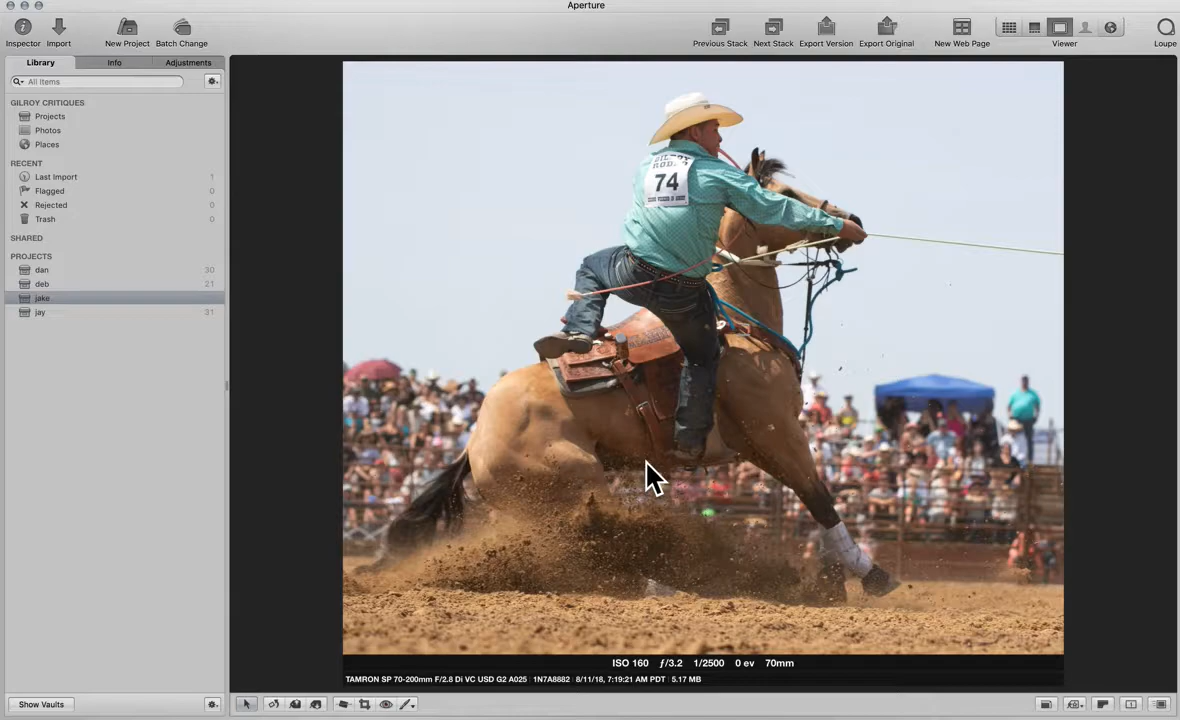 Aperture
Inspector
Import
New Project
Batch Change
Previous Stack
Next Stack
Export Version
Export Original
New Web Page
Viewer
Loupe
Library
Info
Adjustments
All Items
GILROY CRITIQUES
Projects
Photos
Places
RECENT
Last Import 1
Flagged 0
Rejected 0
Trash 0
SHARED
PROJECTS
dan 30
deb 21
jake
jay 31
GILROY
RODEO
74
ISO 160 ƒ/3.2 1/2500 0 ev 70mm
TAMRON SP 70-200mm F/2.8 Di VC USD G2 A025 1N7A8882 8/11/18, 7:19:21 AM PDT 5.17 MB
Show Vaults